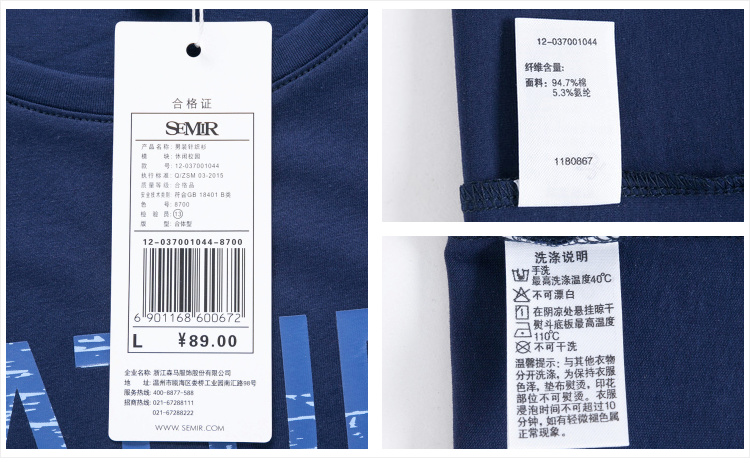 合格证
SEMIR
产品名称：男装针织衫
模 块：休闲校园
款 号：12-037001044
执行标准：Q/ZSM 03-2015
质量等级：合格品
安全技术类别：符合GB 18401 B类
色 号：8700
检 验 员：13
版 型：合体型
12-037001044-8700
6 901168 600672
L ¥89.00
企业名称：浙江森马服饰股份有限公司
地 址：温州市瓯海区娄桥工业园南汇路98号
服务热线：400-8877-588
招商热线：021-67288111
021-67288222
WWW.SEMIR.COM
12-037001044
纤维含量：
面料：94.7%棉
5.3%氨纶
1180867
洗涤说明
手洗
最高洗涤温度40℃
不可漂白
在阴凉处悬挂晾干
熨斗底板最高温度
110℃
不可干洗
温馨提示：与其他衣物
分开洗涤，为保持衣服
色泽，垫布熨烫，印花
部位不可熨烫。衣服
浸泡时间不可超过10
分钟，如有轻微褪色属
正常现象。